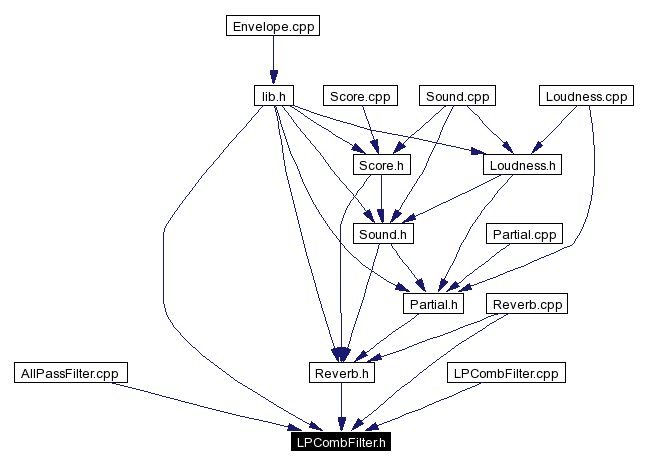 Envelope.cpp
lib.h
Score.cpp
Sound.cpp
Loudness.cpp
Score.h
Loudness.h
Sound.h
Partial.cpp
Partial.h
Reverb.cpp
AllPassFilter.cpp
Reverb.h
LPCombFilter.cpp
LPCombFilter.h